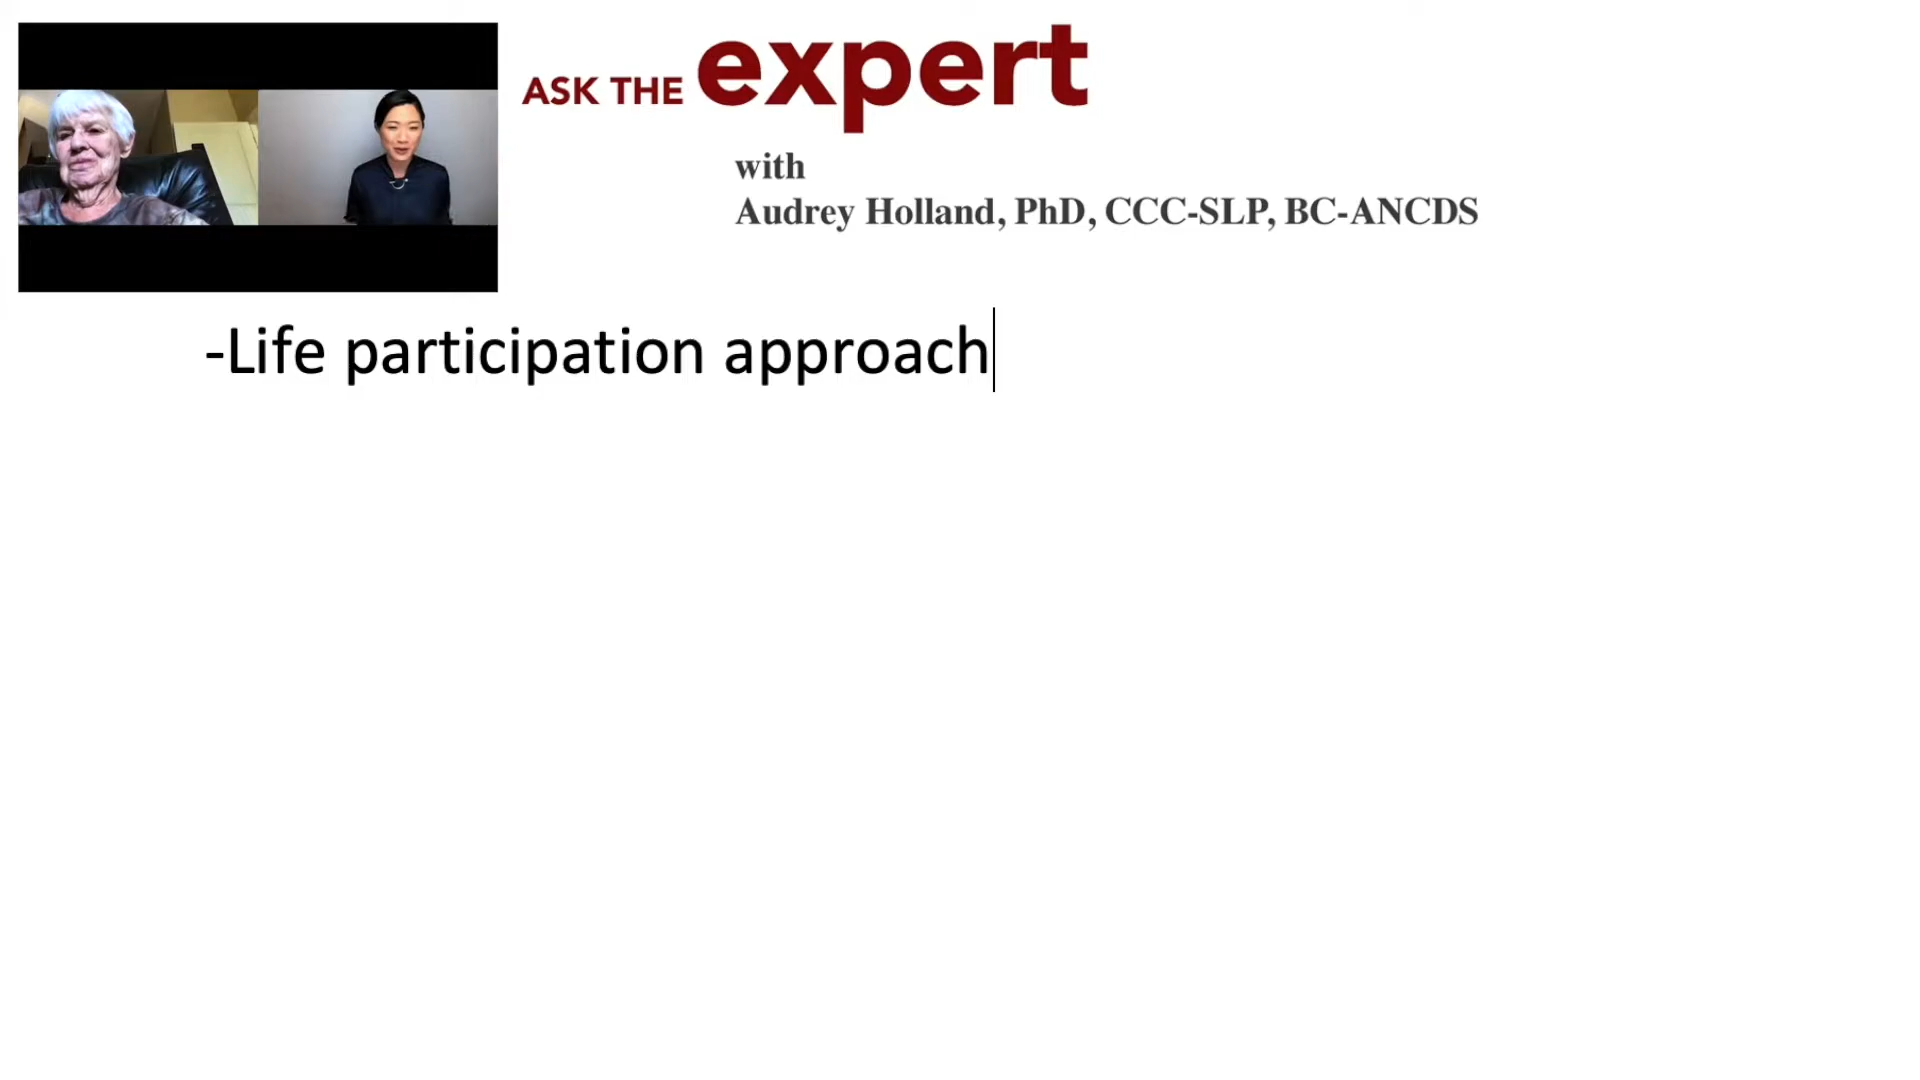 ASK THE expert
with
Audrey Holland, PhD, CCC-SLP, BC-ANCDS
-Life participation approach